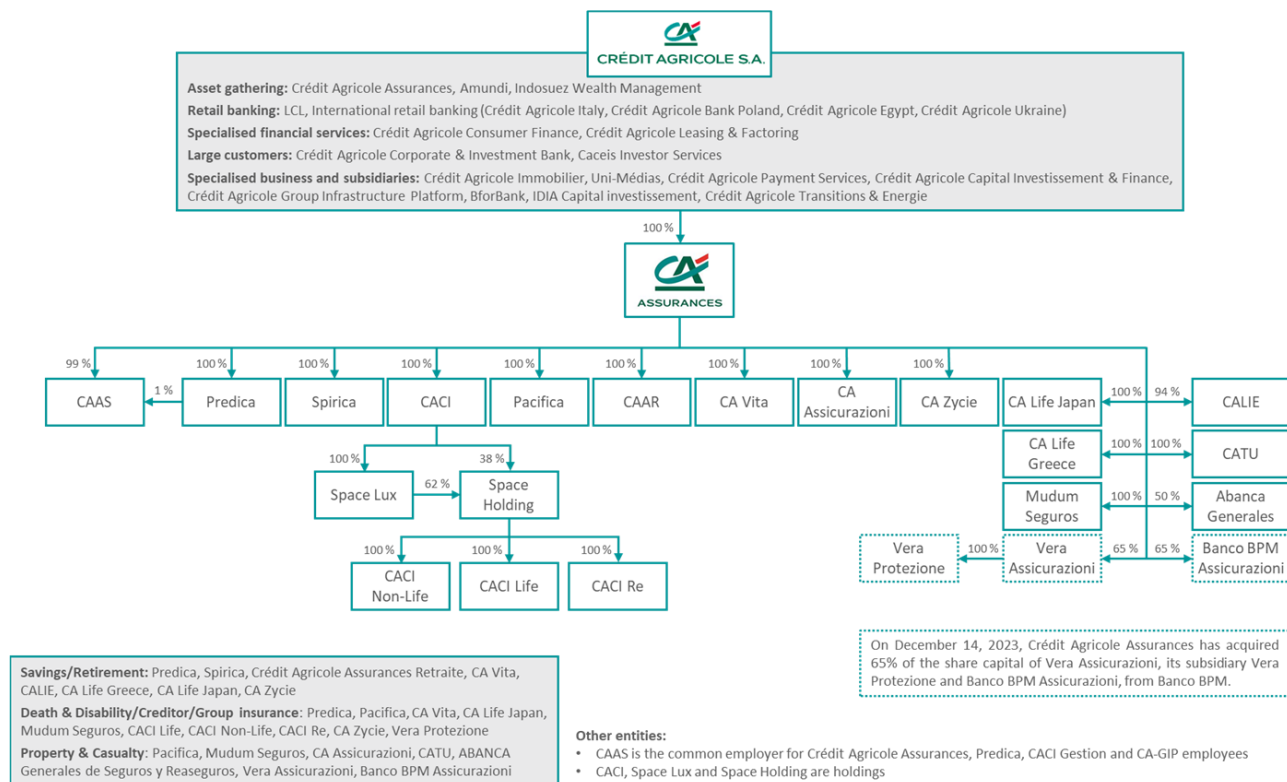 CRÉDIT AGRICOLE S.A.
Asset gathering: Crédit Agricole Assurances, Amundi, Indosuez Wealth Management
Retail banking: LCL, International retail banking (Crédit Agricole Italy, Crédit Agricole Bank Poland, Crédit Agricole Egypt, Crédit Agricole Ukraine)
Specialised financial services: Crédit Agricole Consumer Finance, Crédit Agricole Leasing & Factoring
Large customers: Crédit Agricole Corporate & Investment Bank, Caceis Investor Services
Specialised business and subsidiaries: Crédit Agricole Immobilier, Uni-Médias, Crédit Agricole Payment Services, Crédit Agricole Capital Investissement & Finance,
Crédit Agricole Group Infrastructure Platform, BforBank, IDIA Capital investissement, Crédit Agricole Transitions & Energie
100 %
ASSURANCES
99 %
100 %
100 %
100 %
100 %
100 %
100 %
100 %
100 %
CAAS
1 %
Predica
Spirica
CACI
Pacifica
CAAR
CA Vita
CA
Assicurazioni
CA Zycie
CA Life Japan
100 %
94 %
CALIE
CA Life
Greece
100 %
100 %
CATU
Mudum
Seguros
100 %
50 %
Abanca
Generales
Vera
Protezione
100 %
Vera
Assicurazioni
65 %
65 %
Banco BPM
Assicurazioni
100 %
38 %
Space Lux
62 %
Space
Holding
100 %
100 %
100 %
CACI
Non-Life
CACI Life
CACI Re
On December 14, 2023, Crédit Agricole Assurances has acquired
65% of the share capital of Vera Assicurazioni, its subsidiary Vera
Protezione and Banco BPM Assicurazioni, from Banco BPM.
Savings/Retirement: Predica, Spirica, Crédit Agricole Assurances Retraite, CA Vita,
CALIE, CA Life Greece, CA Life Japan, CA Zycie
Death & Disability/Creditor/Group insurance: Predica, Pacifica, CA Vita, CA Life Japan,
Mudum Seguros, CACI Life, CACI Non-Life, CACI Re, CA Zycie, Vera Protezione
Property & Casualty: Pacifica, Mudum Seguros, CA Assicurazioni, CATU, ABANCA
Generales de Seguros y Reaseguros, Vera Assicurazioni, Banco BPM Assicurazioni
Other entities:
• CAAS is the common employer for Crédit Agricole Assurances, Predica, CACI Gestion and CA-GIP employees
• CACI, Space Lux and Space Holding are holdings